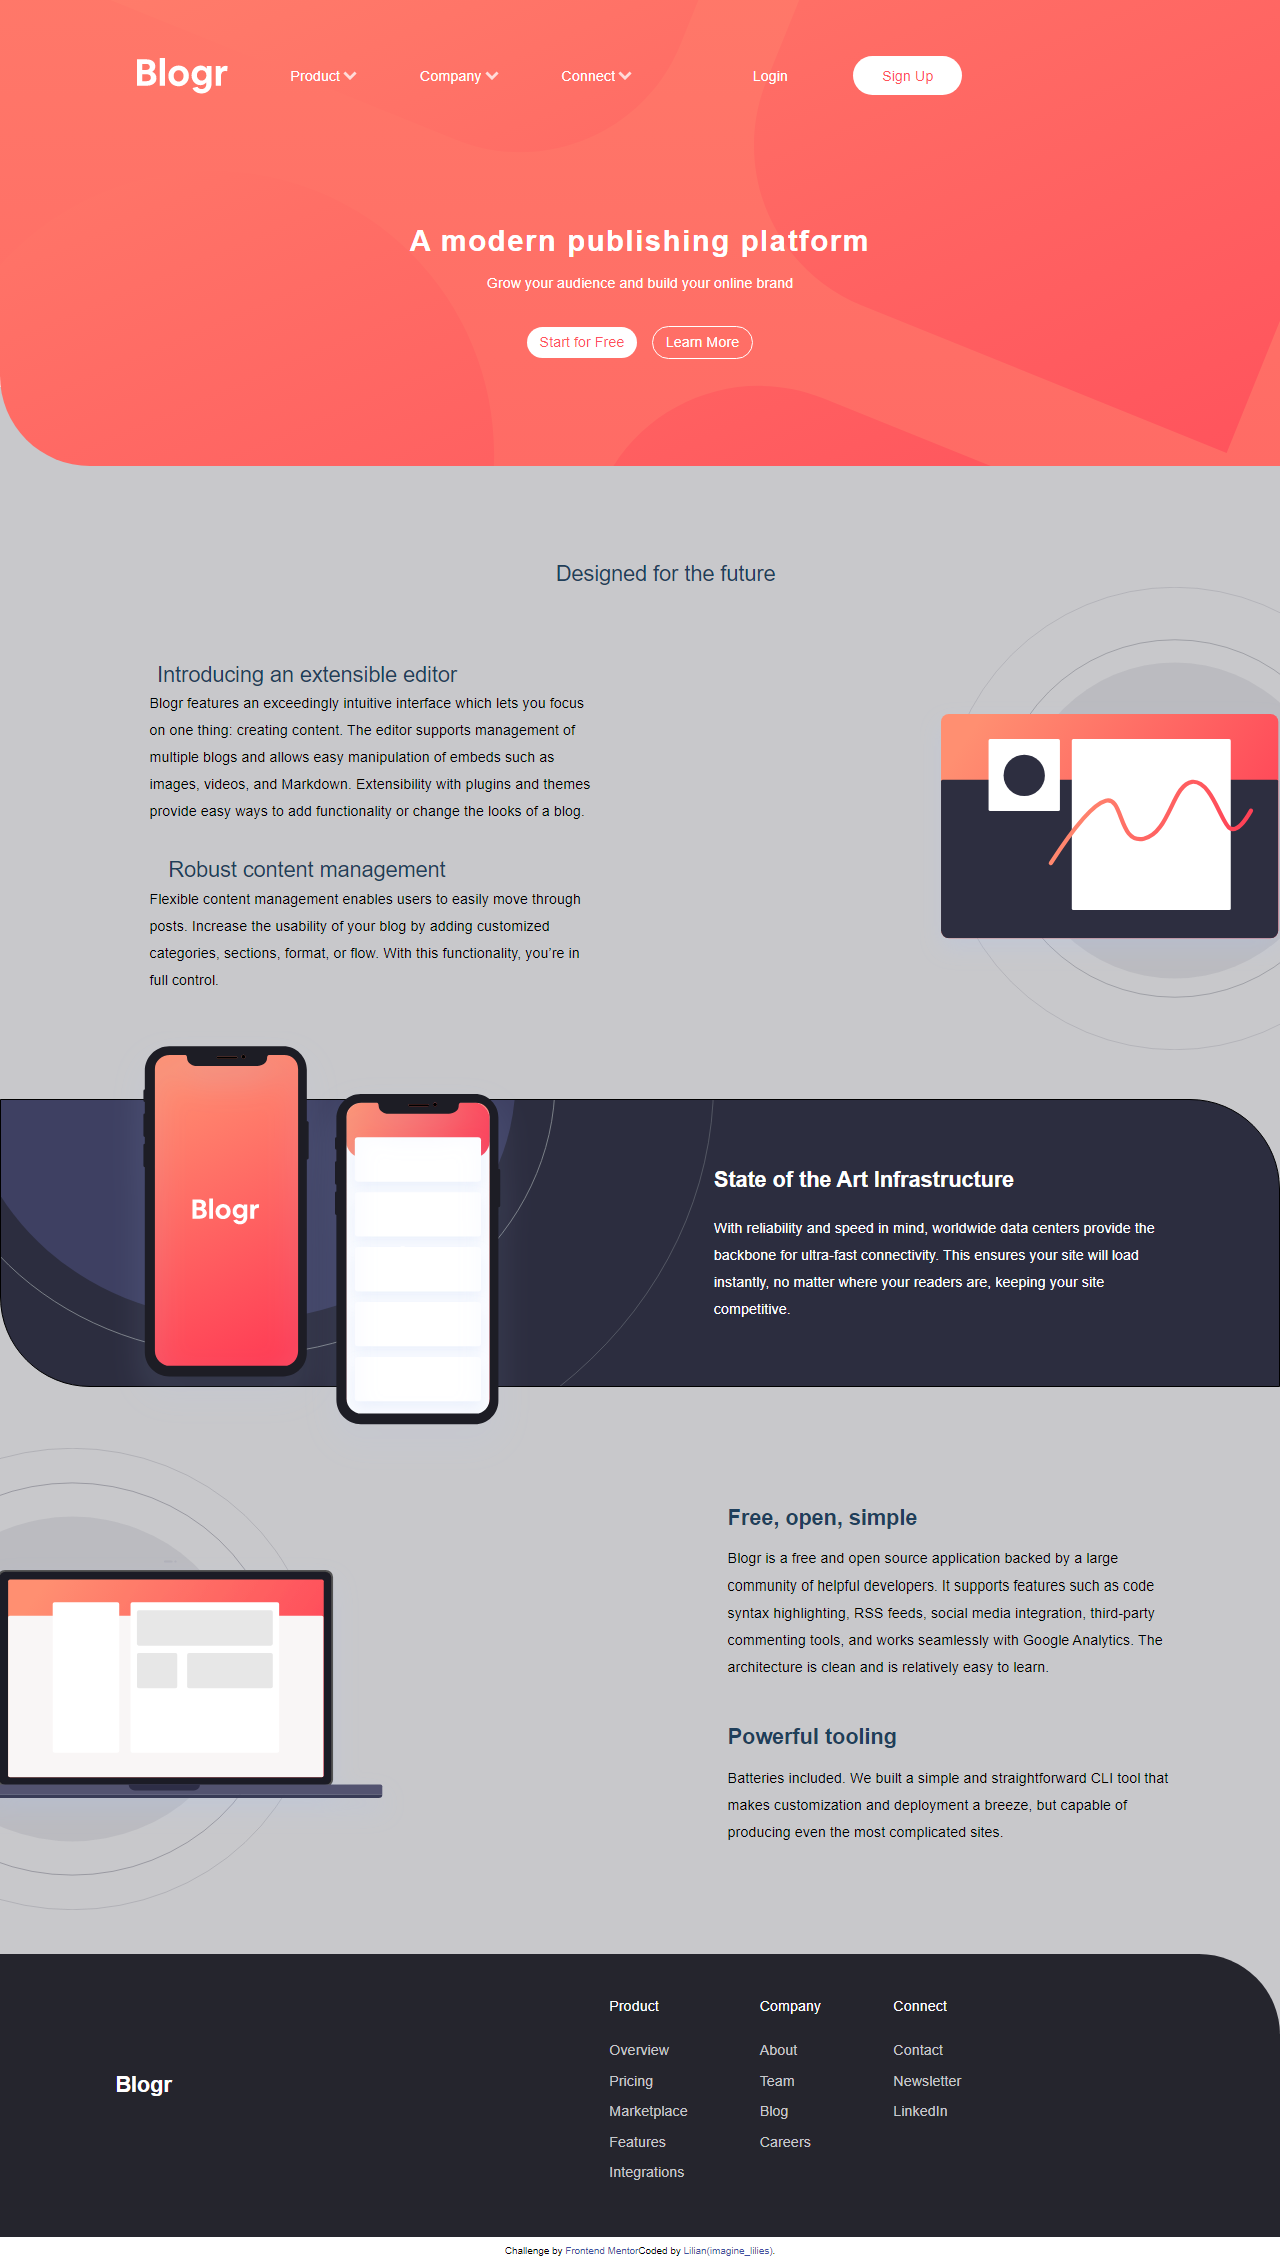 Blogr Product Company Connect Login Sign Up
A modern publishing platform
Grow your audience and build your online brand
Start for Free Learn More
Designed for the future
Introducing an extensible editor
Blogr features an exceedingly intuitive interface which lets you focus
on one thing: creating content. The editor supports management of
multiple blogs and allows easy manipulation of embeds such as
images, videos, and Markdown. Extensibility with plugins and themes
provide easy ways to add functionality or change the looks of a blog.
Robust content management
Flexible content management enables users to easily move through
posts. Increase the usability of your blog by adding customized
categories, sections, format, or flow. With this functionality, you’re in
full control.
Blogr
State of the Art Infrastructure
With reliability and speed in mind, worldwide data centers provide the
backbone for ultra-fast connectivity. This ensures your site will load
instantly, no matter where your readers are, keeping your site
competitive.
Free, open, simple
Blogr is a free and open source application backed by a large
community of helpful developers. It supports features such as code
syntax highlighting, RSS feeds, social media integration, third-party
commenting tools, and works seamlessly with Google Analytics. The
architecture is clean and is relatively easy to learn.
Powerful tooling
Batteries included. We built a simple and straightforward CLI tool that
makes customization and deployment a breeze, but capable of
producing even the most complicated sites.
Blogr
Product
Overview
Pricing
Marketplace
Features
Integrations
Company
About
Team
Blog
Careers
Connect
Contact
Newsletter
LinkedIn
Challenge by Frontend MentorCoded by Lilian(imagine_lilies).